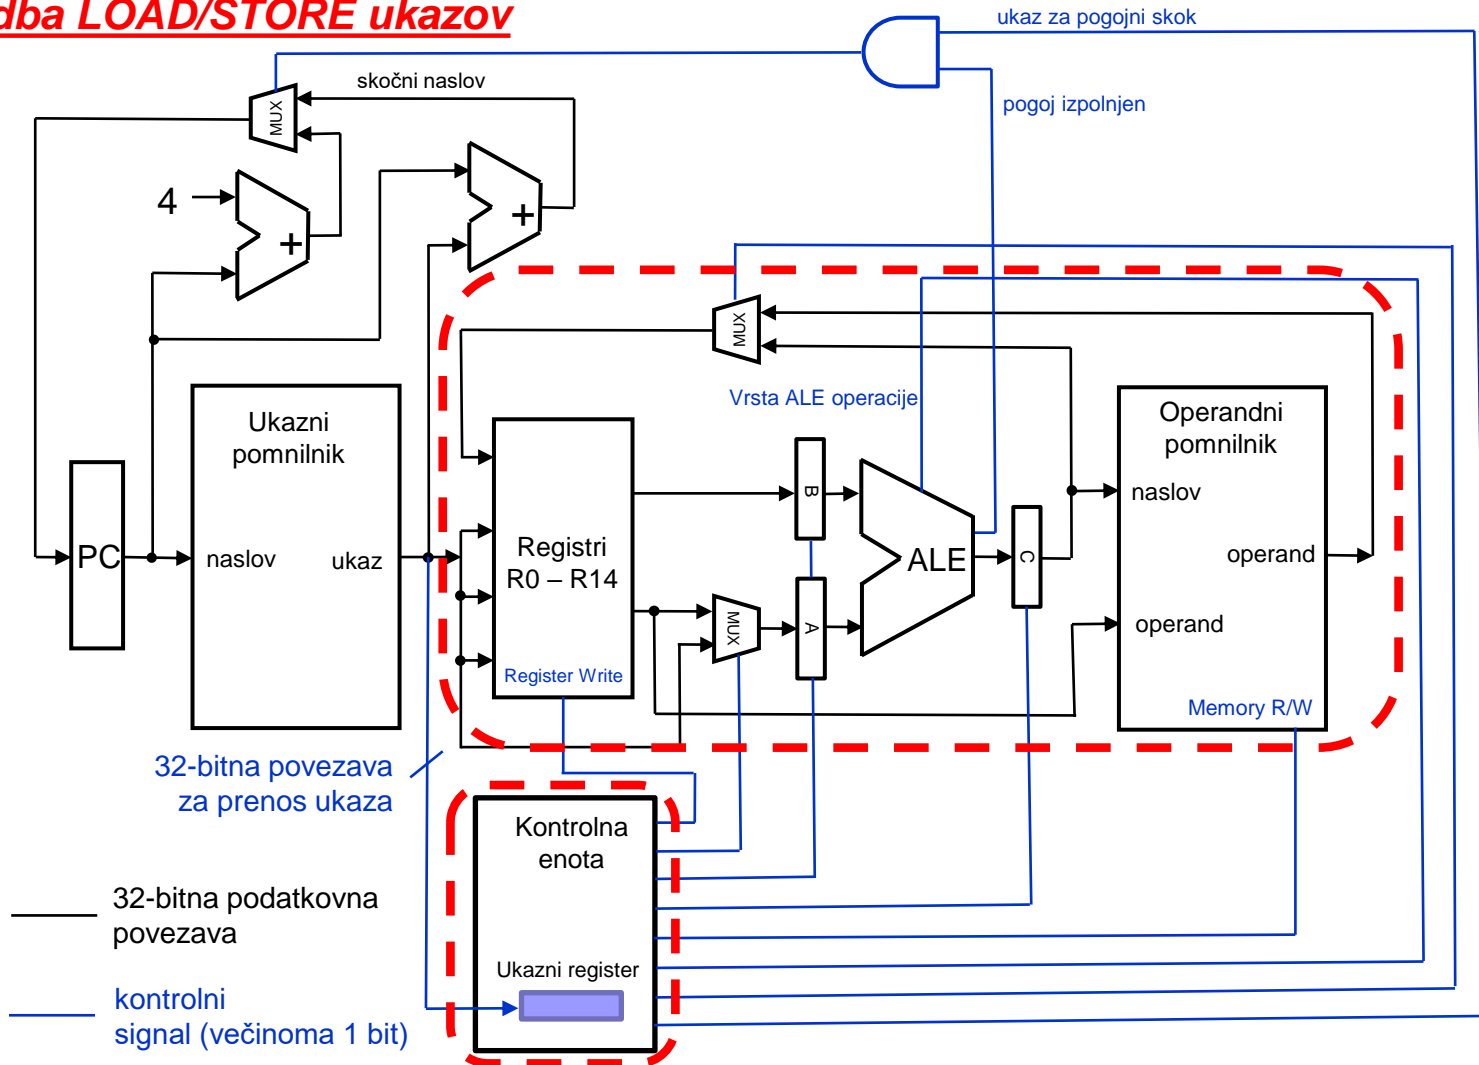 dba LOAD/STORE ukazov
ukaz za pogojni skok
skočni naslov
MUX
pogoj izpolnjen
4
+
+
MUX
Vrsta ALE operacije
Ukazni
pomnilnik
Operandni
pomnilnik
B
naslov
PC
naslov
ukaz
Registri
R0 – R14
ALE
C
operand
MUX
A
operand
Register Write
Memory R/W
32-bitna povezava
za prenos ukaza
Kontrolna
enota
32-bitna podatkovna
povezava
Ukazni register
kontrolni
signal (večinoma 1 bit)